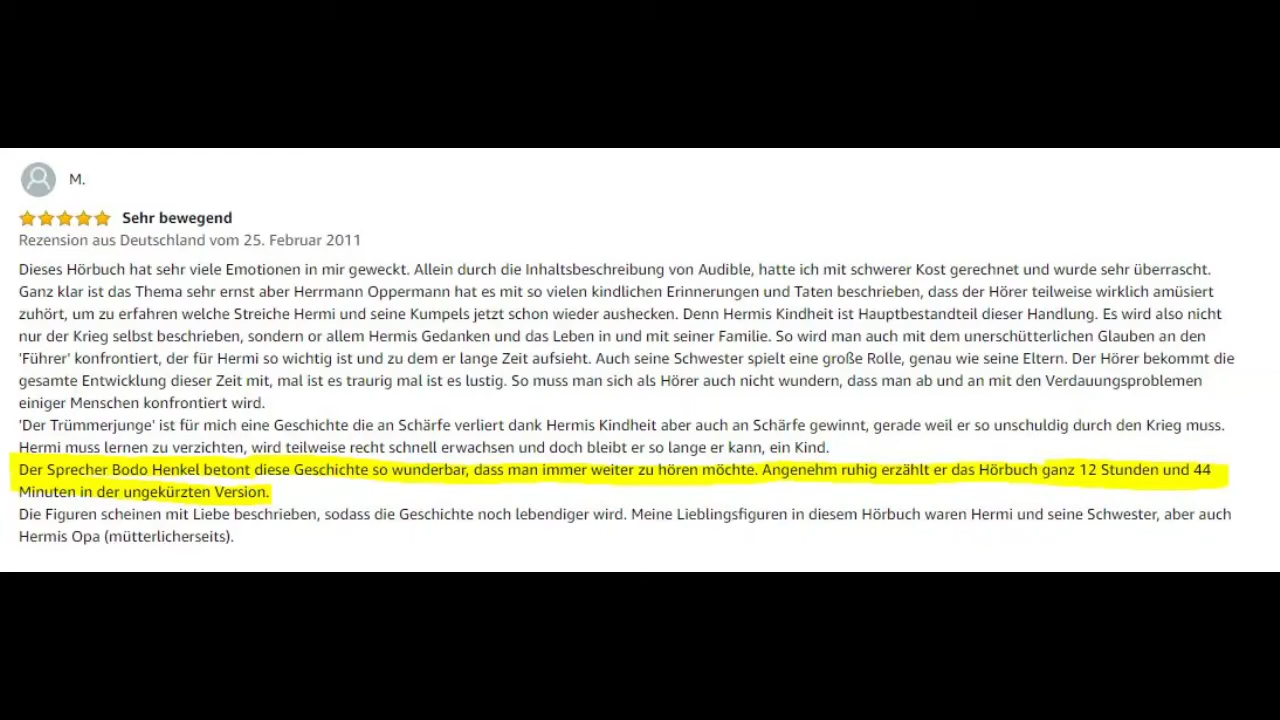 M.
Sehr bewegend
Rezension aus Deutschland vom 25. Februar 2011
Dieses Hörbuch hat sehr viele Emotionen in mir geweckt. Allein durch die Inhaltsbeschreibung von Audible, hatte ich mit schwerer Kost gerechnet und wurde sehr überrascht.
Ganz klar ist das Thema sehr ernst aber Herrmann Oppermann hat es mit so vielen kindlichen Erinnerungen und Taten beschrieben, dass der Hörer teilweise wirklich amüsiert
zuhört, um zu erfahren welche Streiche Hermi und seine Kumpels jetzt schon wieder aushecken. Denn Hermis Kindheit ist Hauptbestandteil dieser Handlung. Es wird also nicht
nur der Krieg selbst beschrieben, sondern or allem Hermis Gedanken und das Leben in und mit seiner Familie. So wird man auch mit dem unerschütterlichen Glauben an den
'Führer' konfrontiert, der für Hermi so wichtig ist und zu dem er lange Zeit aufsieht. Auch seine Schwester spielt eine große Rolle, genau wie seine Eltern. Der Hörer bekommt die
gesamte Entwicklung dieser Zeit mit, mal ist es traurig mal ist es lustig. So muss man sich als Hörer auch nicht wundern, dass man ab und an mit den Verdauungsproblemen
einiger Menschen konfrontiert wird.
'Der Trümmerjunge' ist für mich eine Geschichte die an Schärfe verliert dank Hermis Kindheit aber auch an Schärfe gewinnt, gerade weil er so unschuldig durch den Krieg muss.
Hermi muss lernen zu verzichten, wird teilweise recht schnell erwachsen und doch bleibt er so lange er kann, ein Kind.
Der Sprecher Bodo Henkel betont diese Geschichte so wunderbar, dass man immer weiter zu hören möchte. Angenehm ruhig erzählt er das Hörbuch ganz 12 Stunden und 44
Minuten in der ungekürzten Version.
Die Figuren scheinen mit Liebe beschrieben, sodass die Geschichte noch lebendiger wird. Meine Lieblingsfiguren in diesem Hörbuch waren Hermi und seine Schwester, aber auch
Hermis Opa (mütterlicherseits).